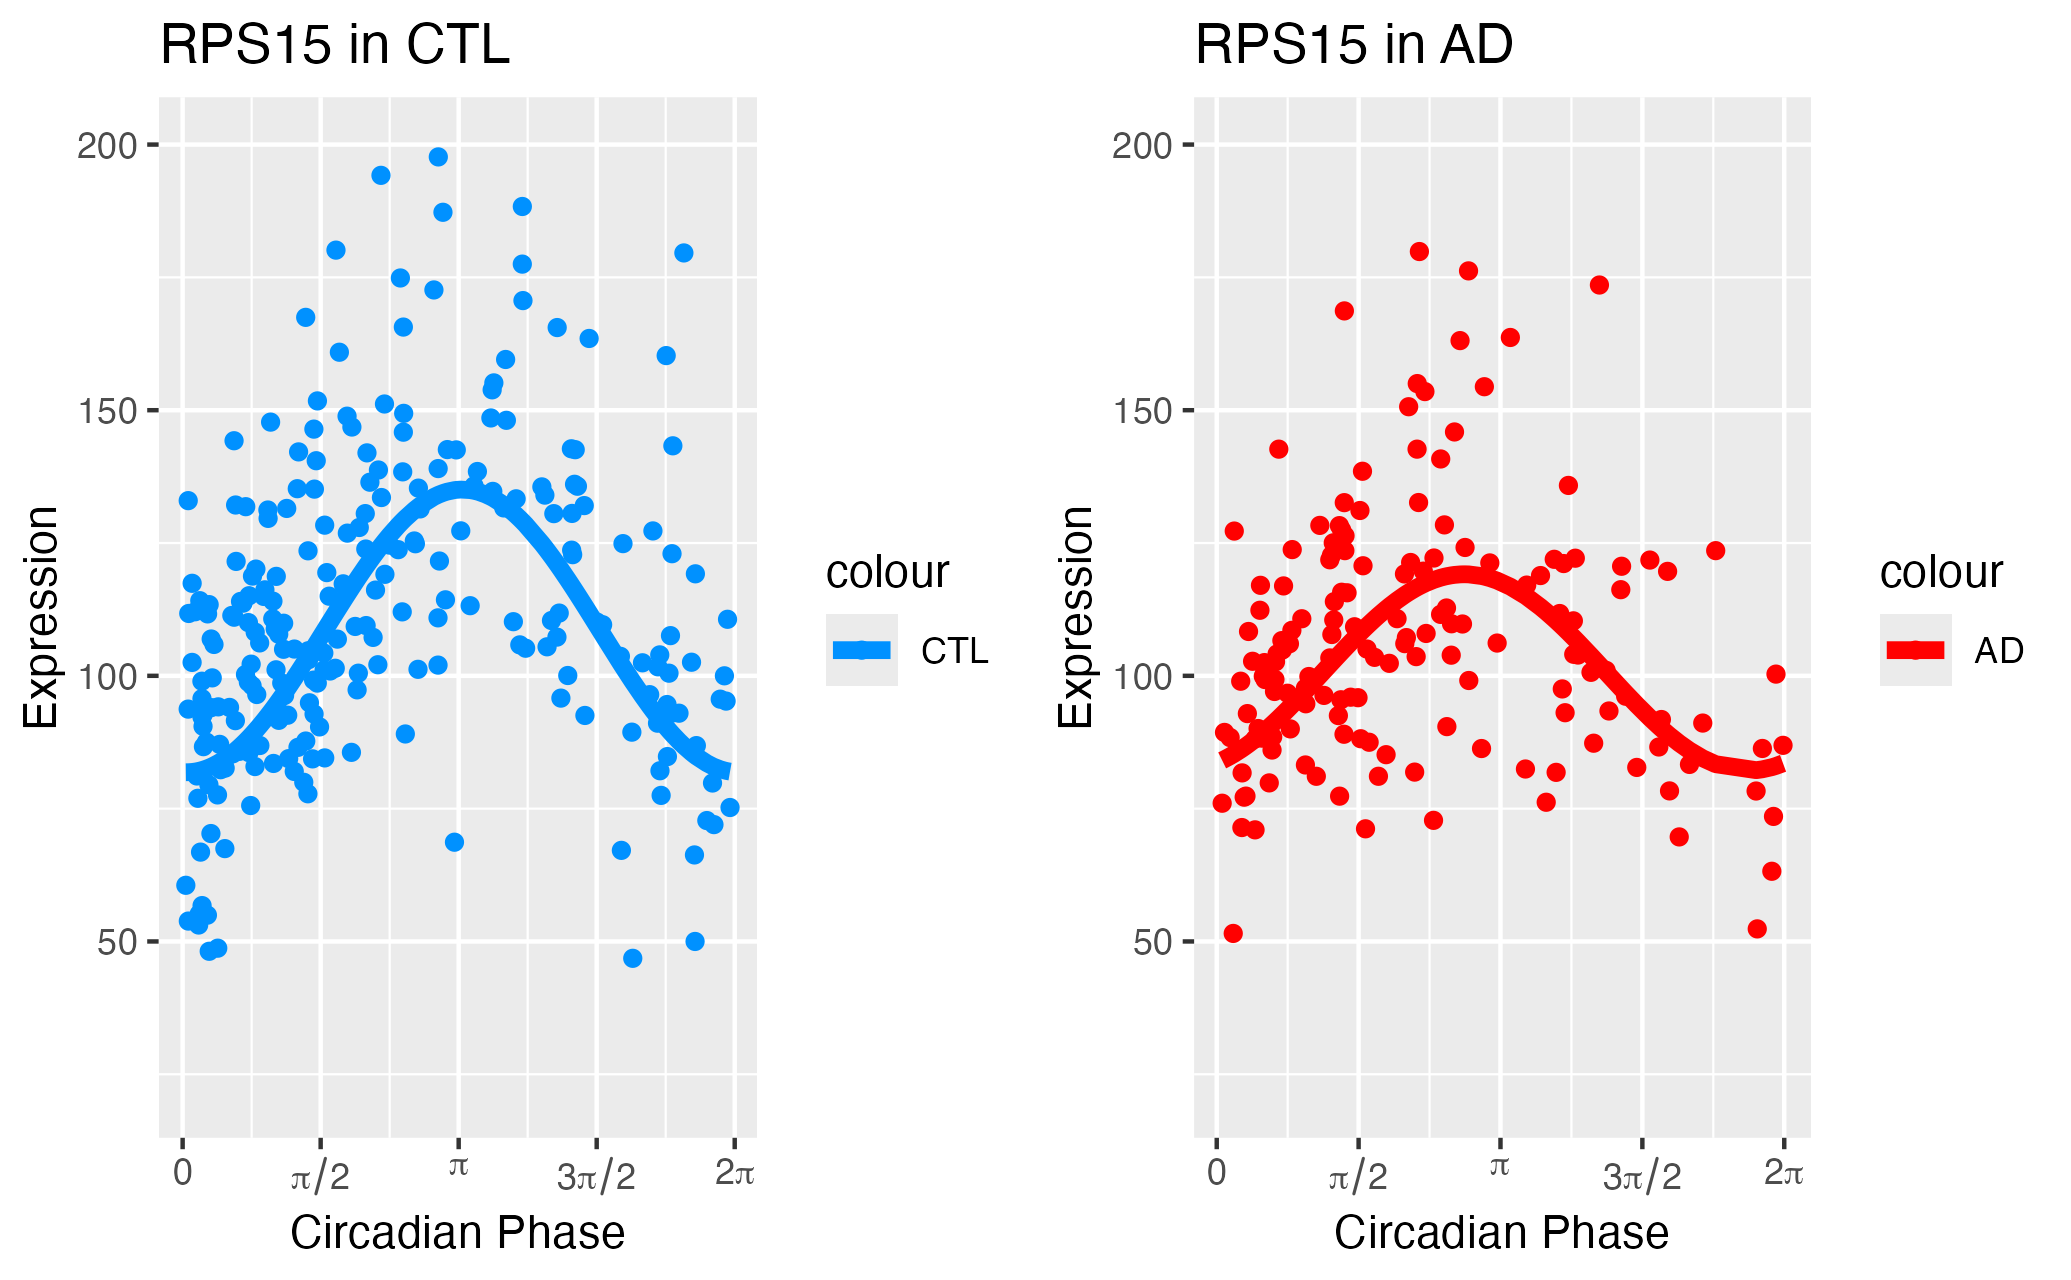 RPS15 in CTL
200
150
100
50
Expression
0 π/2 π 3π/2 2π
Circadian Phase
colour
CTL
RPS15 in AD
200
150
100
50
Expression
0 π/2 π 3π/2 2π
Circadian Phase
colour
AD